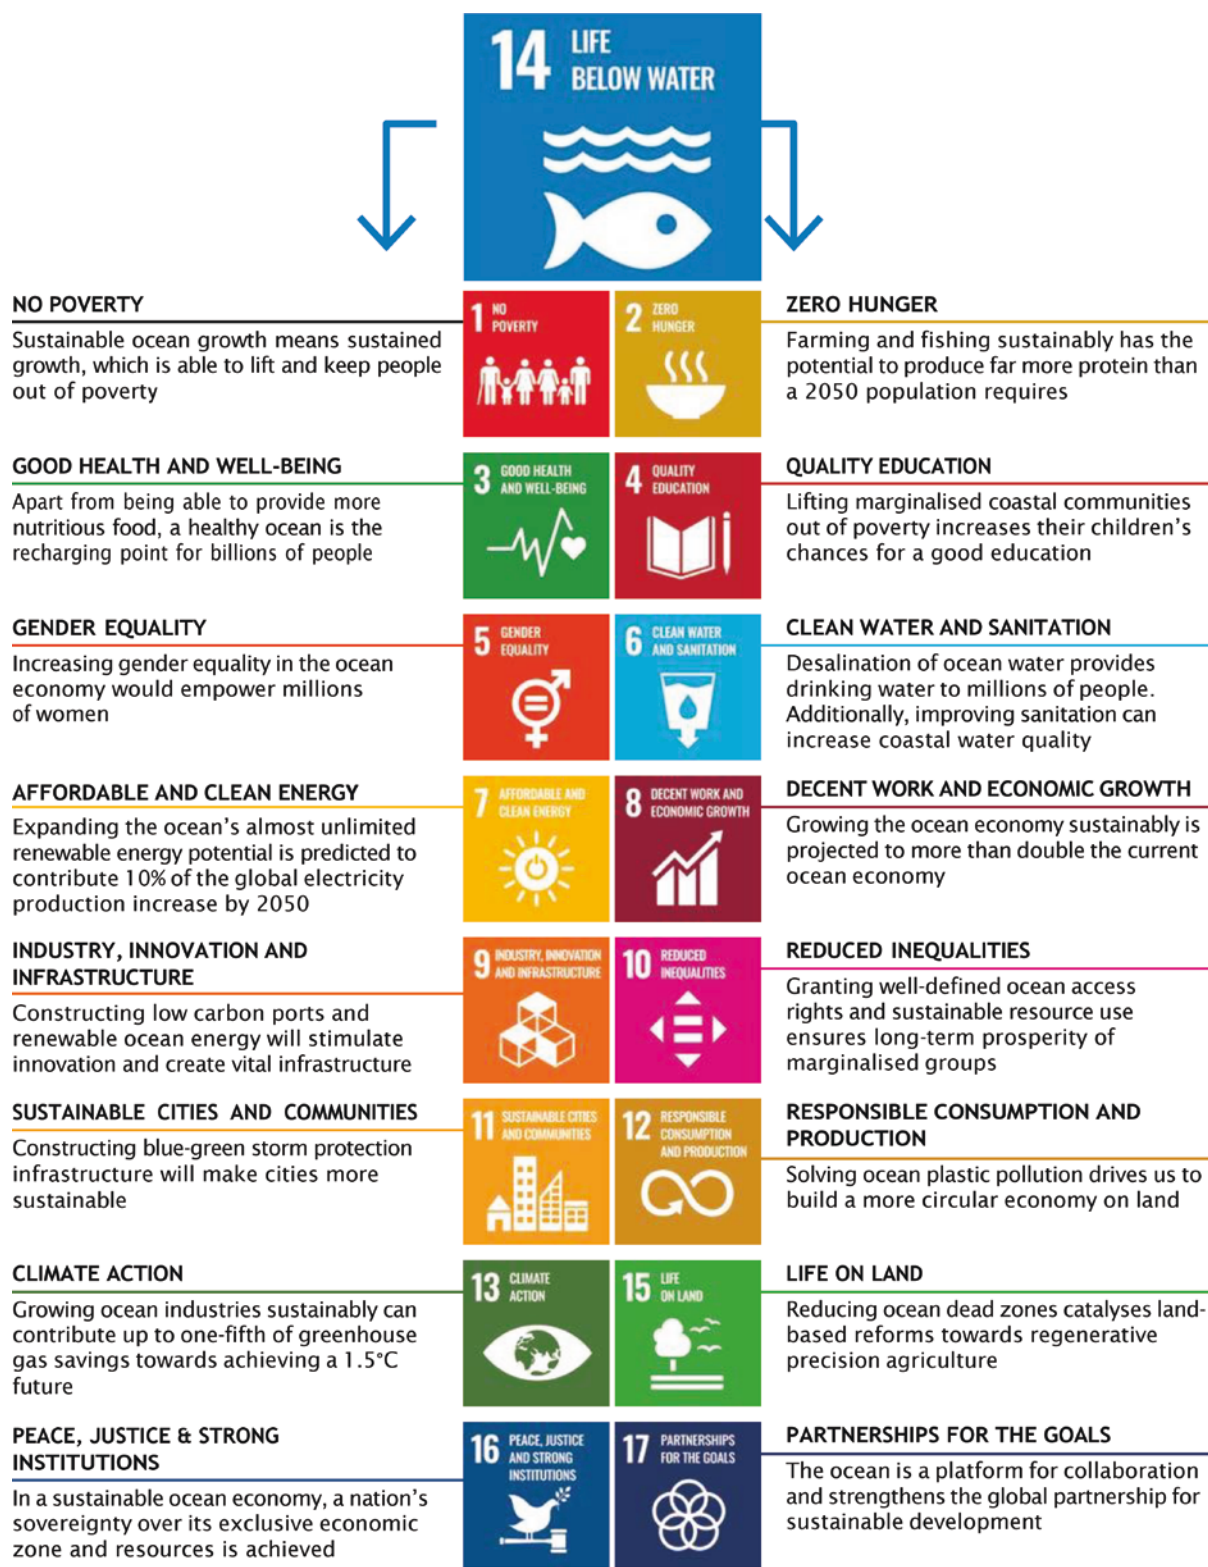 14 LIFE
BELOW WATER
NO POVERTY
Sustainable ocean growth means sustained
growth, which is able to lift and keep people
out of poverty
1 NO
POVERTY
2 ZERO
HUNGER
ZERO HUNGER
Farming and fishing sustainably has the
potential to produce far more protein than
a 2050 population requires
GOOD HEALTH AND WELL-BEING
Apart from being able to provide more
nutritious food, a healthy ocean is the
recharging point for billions of people
3 GOOD HEALTH
AND WELL-BEING
4 QUALITY
EDUCATION
QUALITY EDUCATION
Lifting marginalised coastal communities
out of poverty increases their children's
chances for a good education
GENDER EQUALITY
Increasing gender equality in the ocean
economy would empower millions
of women
5 GENDER
EQUALITY
6 CLEAN WATER
AND SANITATION
CLEAN WATER AND SANITATION
Desalination of ocean water provides
drinking water to millions of people.
Additionally, improving sanitation can
increase coastal water quality
AFFORDABLE AND CLEAN ENERGY
Expanding the ocean's almost unlimited
renewable energy potential is predicted to
contribute 10% of the global electricity
production increase by 2050
7 AFFORDABLE AND
CLEAN ENERGY
8 DECENT WORK AND
ECONOMIC GROWTH
DECENT WORK AND ECONOMIC GROWTH
Growing the ocean economy sustainably is
projected to more than double the current
ocean economy
INDUSTRY, INNOVATION AND
INFRASTRUCTURE
Constructing low carbon ports and
renewable ocean energy will stimulate
innovation and create vital infrastructure
9 INDUSTRY, INNOVATION
AND INFRASTRUCTURE
10 REDUCED
INEQUALITIES
REDUCED INEQUALITIES
Granting well-defined ocean access
rights and sustainable resource use
ensures long-term prosperity of
marginalised groups
SUSTAINABLE CITIES AND COMMUNITIES
Constructing blue-green storm protection
infrastructure will make cities more
sustainable
11 SUSTAINABLE CITIES
AND COMMUNITIES
12 RESPONSIBLE
CONSUMPTION
AND PRODUCTION
RESPONSIBLE CONSUMPTION AND
PRODUCTION
Solving ocean plastic pollution drives us to
build a more circular economy on land
CLIMATE ACTION
Growing ocean industries sustainably can
contribute up to one-fifth of greenhouse
gas savings towards achieving a 1.5°C
future
13 CLIMATE
ACTION
15 LIFE
ON LAND
LIFE ON LAND
Reducing ocean dead zones catalyses land-
based reforms towards regenerative
precision agriculture
PEACE, JUSTICE & STRONG
INSTITUTIONS
In a sustainable ocean economy, a nation's
sovereignty over its exclusive economic
zone and resources is achieved
16 PEACE, JUSTICE
AND STRONG
INSTITUTIONS
17 PARTNERSHIPS
FOR THE GOALS
PARTNERSHIPS FOR THE GOALS
The ocean is a platform for collaboration
and strengthens the global partnership for
sustainable development